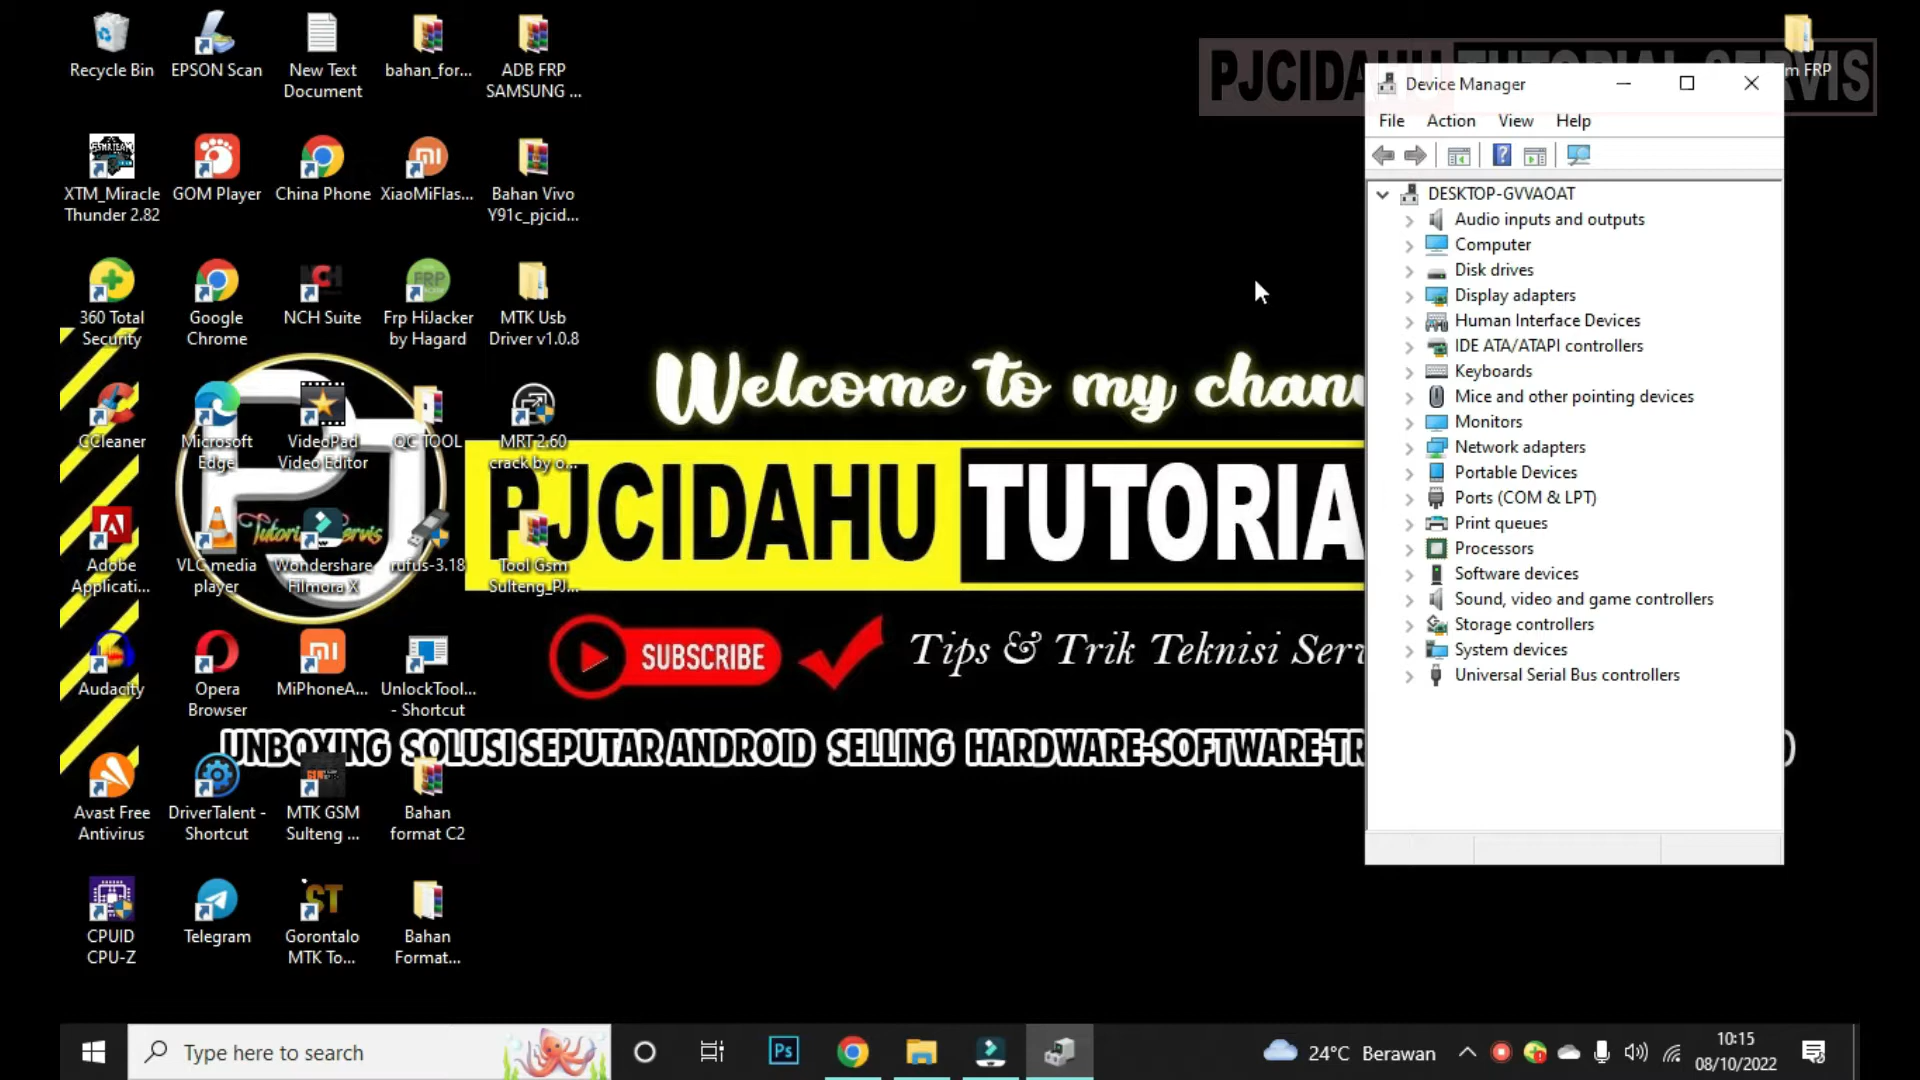 Recycle Bin
EPSON Scan
New Text
Document
bahan_for...
ADB FRP
SAMSUNG ...
m FRP
PJCIDAHU TUTORIAL SERVIS
XTM_Miracle
Thunder 2.82
GOM Player
China Phone
XiaoMiFlas...
Bahan Vivo
Y91c_pjcid...
360 Total
Security
Google
Chrome
NCH Suite
Frp HiJacker
by Hagard
MTK Usb
Driver v1.0.8
CCleaner
Microsoft
Edge
VideoPad
Video Editor
QC TOOL
MRT 2.60
crack by o...
Adobe
Applicati...
VLC media
player
Wondershare
Filmora X
rufus-3.18
Tool Gsm
Sulteng_PJ...
Audacity
Opera
Browser
MiPhoneA...
UnlockTool...
- Shortcut
Avast Free
Antivirus
DriverTalent -
Shortcut
MTK GSM
Sulteng ...
Bahan
format C2
CPUID
CPU-Z
Telegram
Gorontalo
MTK To...
Bahan
Format...
Welcome to my chann
PJCIDAHU TUTORIA
Tutorial Servis
SUBSCRIBE
Tips & Trik Teknisi Serv
UNBOXING SOLUSI SEPUTAR ANDROID SELLING HARDWARE-SOFTWARE-TR
Device Manager
File Action View Help
DESKTOP-GVVAOAT
Audio inputs and outputs
Computer
Disk drives
Display adapters
Human Interface Devices
IDE ATA/ATAPI controllers
Keyboards
Mice and other pointing devices
Monitors
Network adapters
Portable Devices
Ports (COM & LPT)
Print queues
Processors
Software devices
Sound, video and game controllers
Storage controllers
System devices
Universal Serial Bus controllers
Type here to search
Ps
24°C Berawan
10:15
08/10/2022